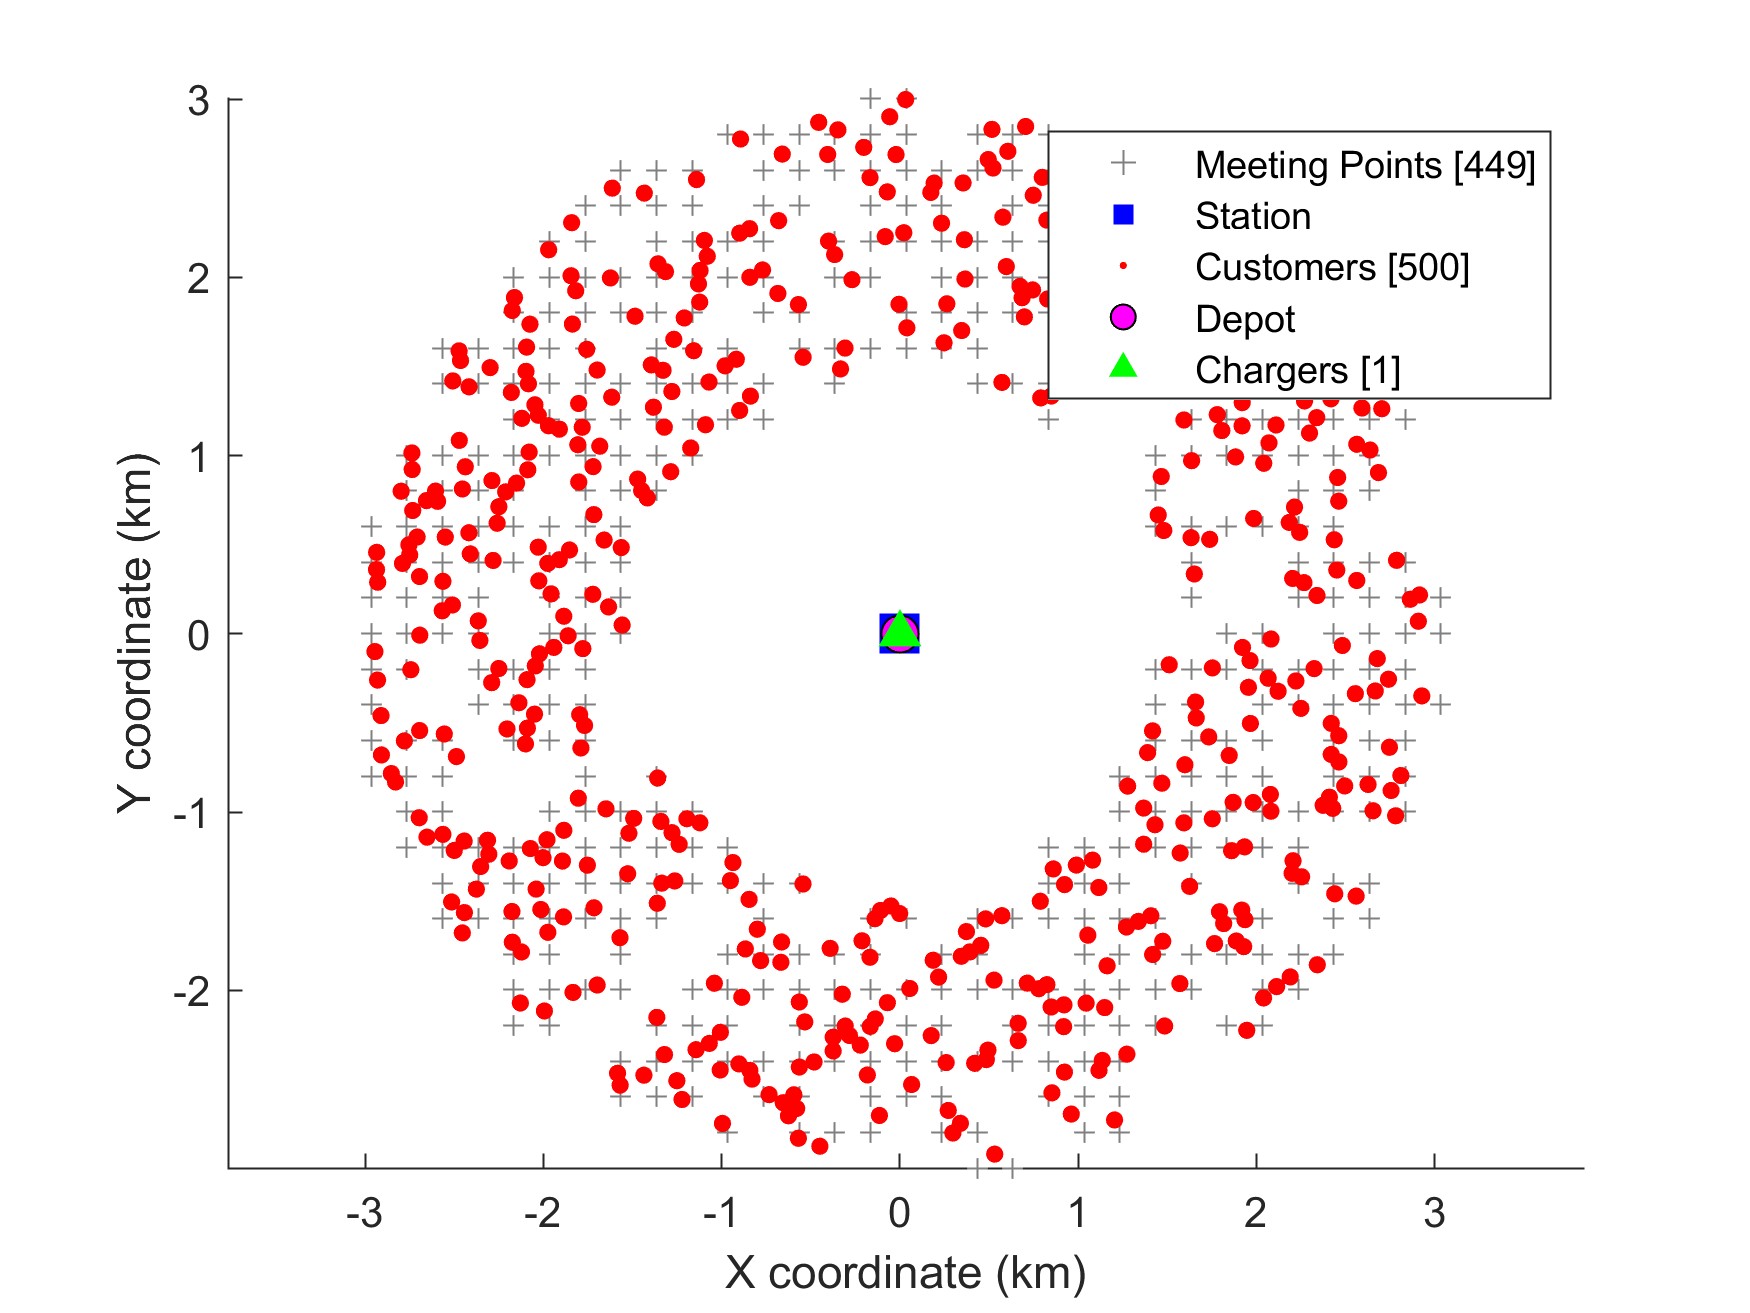 3
2
1
0
-1
-2
-3
-2
-1
0
1
2
3
X coordinate (km)
Y coordinate (km)
Meeting Points [449]
Station
Customers [500]
Depot
Chargers [1]